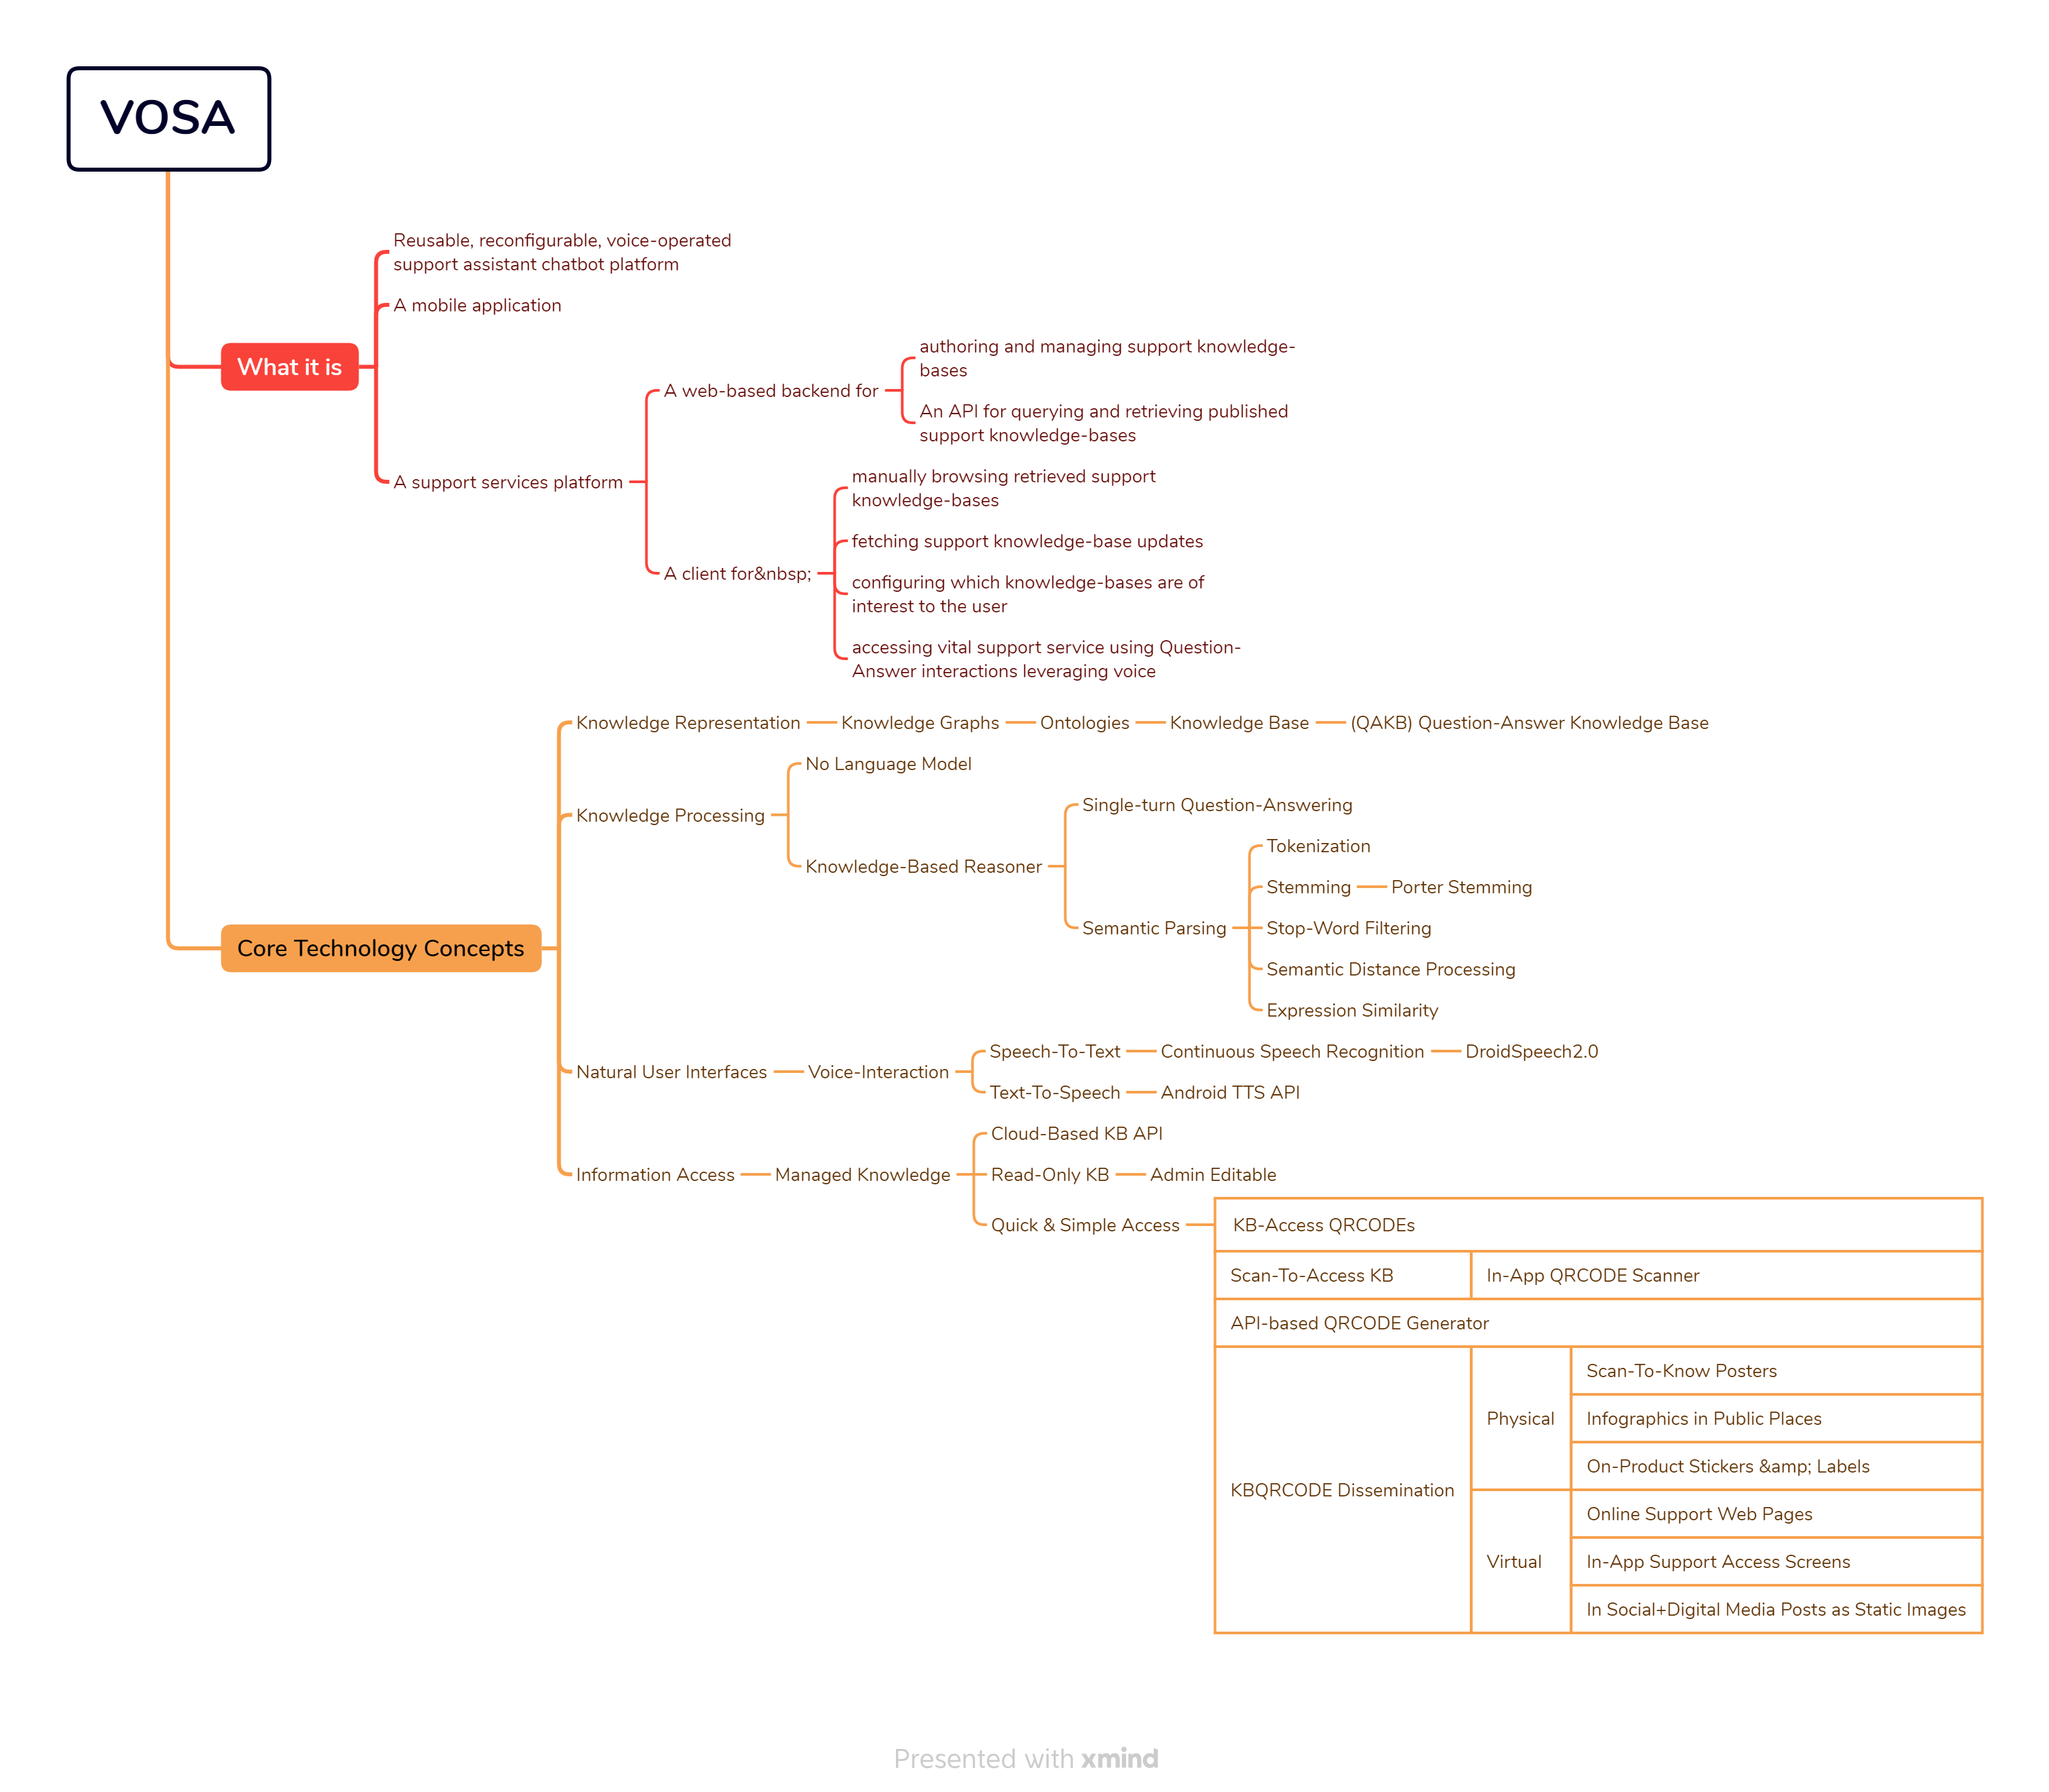 VOSA
What it is
Reusable, reconfigurable, voice-operated
support assistant chatbot platform
A mobile application
A support services platform
A web-based backend for
authoring and managing support knowledge-
bases
An API for querying and retrieving published
support knowledge-bases
A client for&nbsp;
manually browsing retrieved support
knowledge-bases
fetching support knowledge-base updates
configuring which knowledge-bases are of
interest to the user
accessing vital support service using Question-
Answer interactions leveraging voice
Core Technology Concepts
Knowledge Representation
Knowledge Graphs
Ontologies
Knowledge Base
(QAKB) Question-Answer Knowledge Base
Knowledge Processing
No Language Model
Knowledge-Based Reasoner
Single-turn Question-Answering
Semantic Parsing
Tokenization
Stemming
Porter Stemming
Stop-Word Filtering
Semantic Distance Processing
Expression Similarity
Natural User Interfaces
Voice-Interaction
Speech-To-Text
Continuous Speech Recognition
DroidSpeech2.0
Text-To-Speech
Android TTS API
Information Access
Managed Knowledge
Cloud-Based KB API
Read-Only KB
Admin Editable
Quick & Simple Access
KB-Access QRCODEs
Scan-To-Access KB
In-App QRCODE Scanner
API-based QRCODE Generator
KBQRCODE Dissemination
Physical
Scan-To-Know Posters
Infographics in Public Places
On-Product Stickers &amp; Labels
Virtual
Online Support Web Pages
In-App Support Access Screens
In Social+Digital Media Posts as Static Images
Presented with xmind